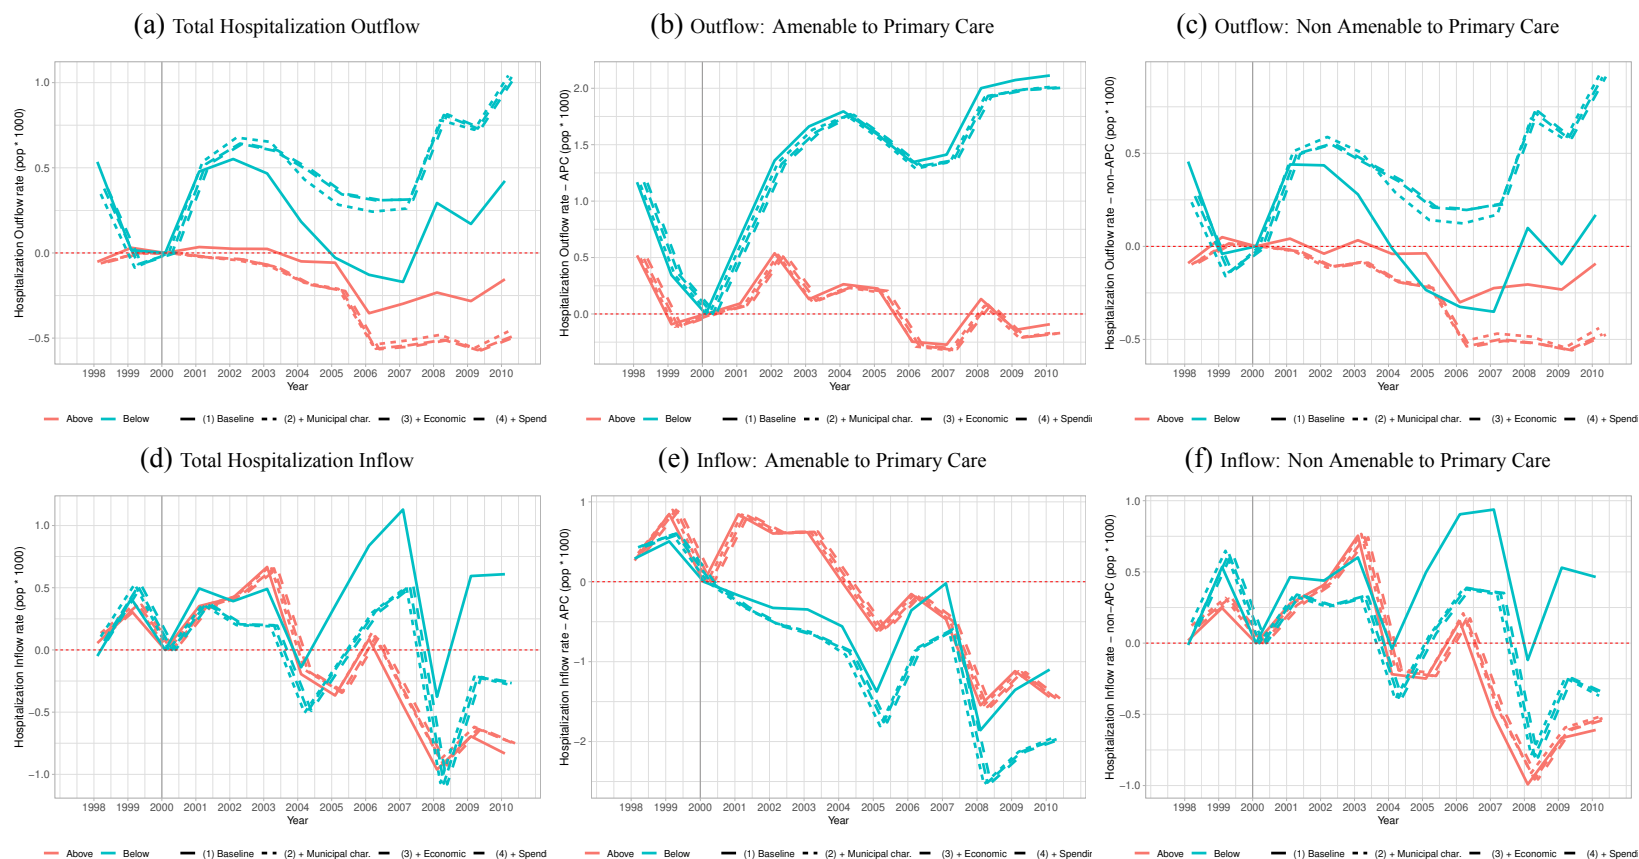 (a) Total Hospitalization Outflow
Hospitalization Outflow rate (pop * 1000)
1.0
0.5
0.0
−0.5
1998 1999 2000 2001 2002 2003 2004 2005 2006 2007 2008 2009 2010
Year
Above Below (1) Baseline (2) + Municipal char. (3) + Economic (4) + Spend
(b) Outflow: Amenable to Primary Care
Hospitalization Outflow rate − APC (pop * 1000)
2.0
1.5
1.0
0.5
0.0
1998 1999 2000 2001 2002 2003 2004 2005 2006 2007 2008 2009 2010
Year
Above Below (1) Baseline (2) + Municipal char. (3) + Economic (4) + Spendi
(c) Outflow: Non Amenable to Primary Care
Hospitalization Outflow rate − non−APC (pop * 1000)
0.5
0.0
−0.5
1998 1999 2000 2001 2002 2003 2004 2005 2006 2007 2008 2009 2010
Year
Above Below (1) Baseline (2) + Municipal char. (3) + Economic (4) + Spendi
(d) Total Hospitalization Inflow
Hospitalization Inflow rate (pop * 1000)
1.0
0.5
0.0
−0.5
−1.0
1998 1999 2000 2001 2002 2003 2004 2005 2006 2007 2008 2009 2010
Year
Above Below (1) Baseline (2) + Municipal char. (3) + Economic (4) + Spend
(e) Inflow: Amenable to Primary Care
Hospitalization Inflow rate − APC (pop * 1000)
1
0
−1
−2
1998 1999 2000 2001 2002 2003 2004 2005 2006 2007 2008 2009 2010
Year
Above Below (1) Baseline (2) + Municipal char. (3) + Economic (4) + Spendin
(f) Inflow: Non Amenable to Primary Care
Hospitalization Inflow rate − non−APC (pop * 1000)
1.0
0.5
0.0
−0.5
−1.0
1998 1999 2000 2001 2002 2003 2004 2005 2006 2007 2008 2009 2010
Year
Above Below (1) Baseline (2) + Municipal char. (3) + Economic (4) + Spendi